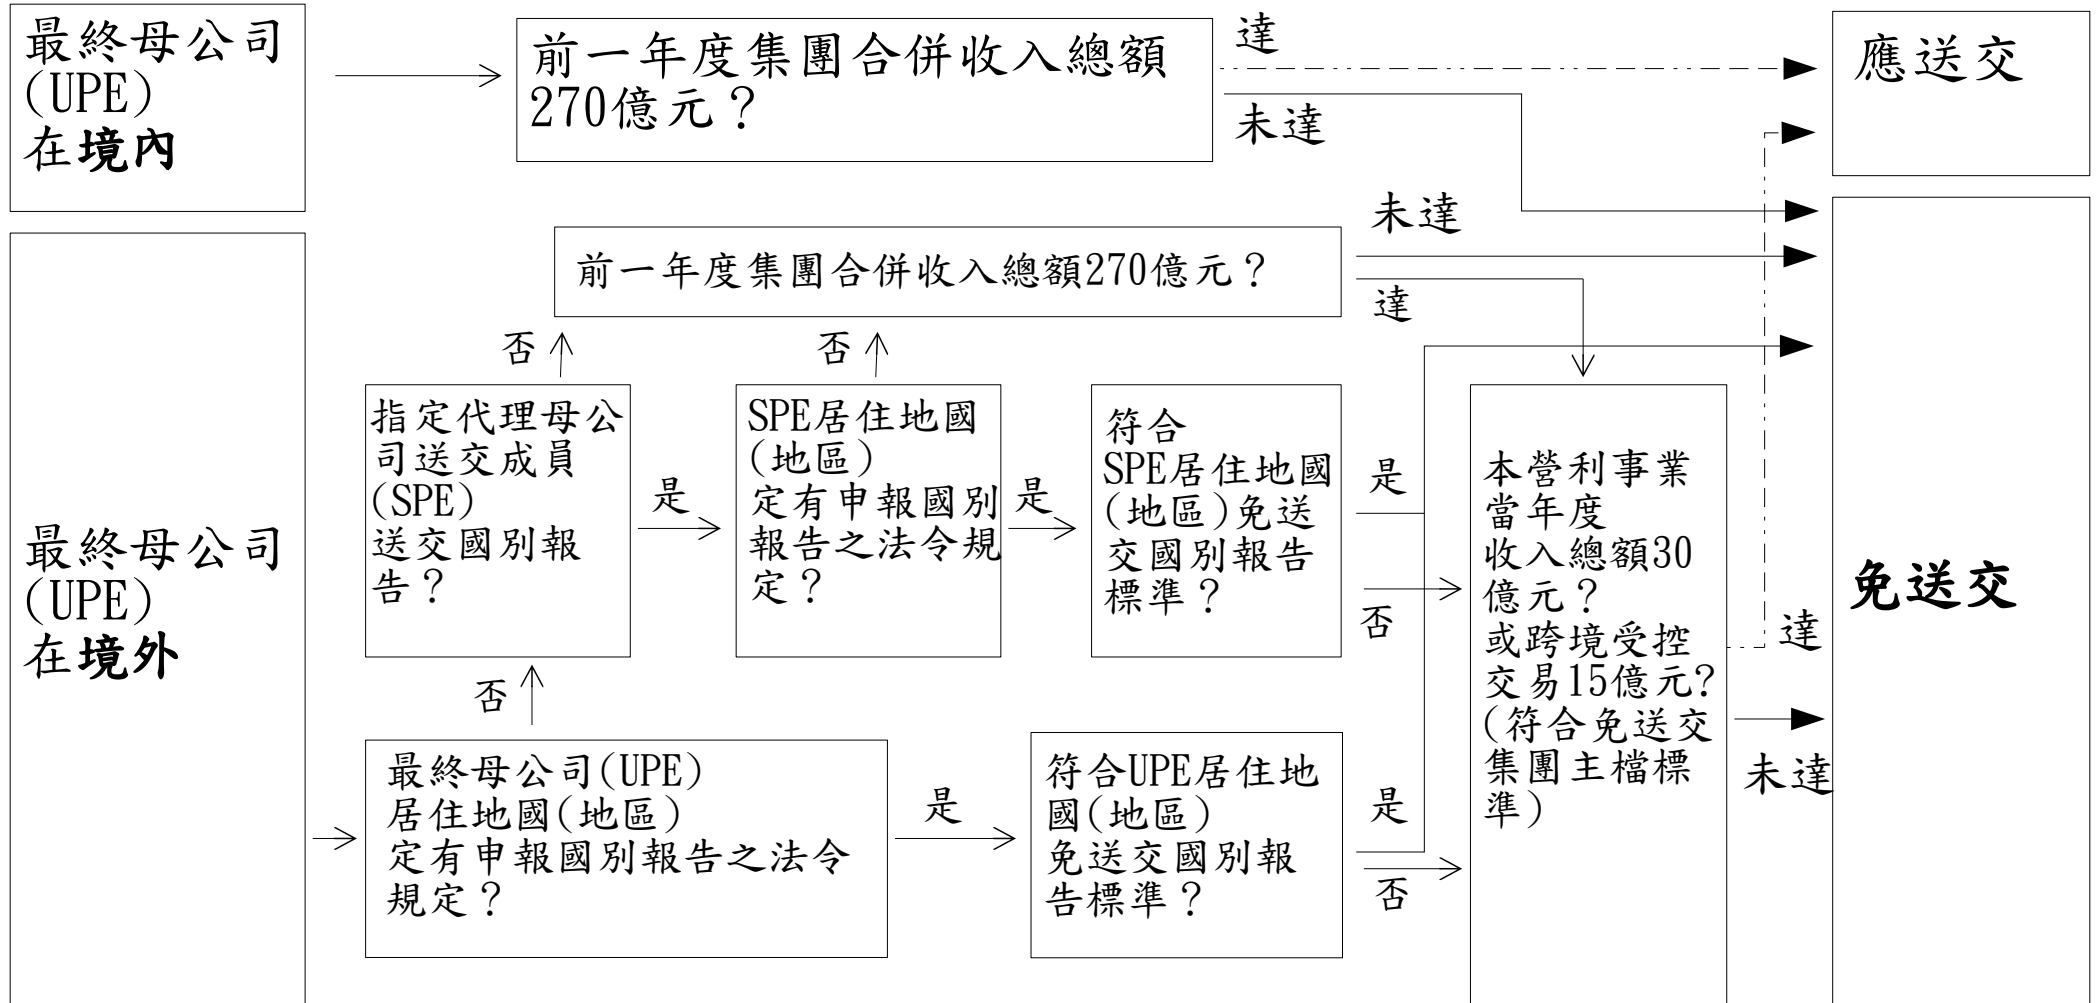 最終母公司
(UPE)
在境內
前一年度集團合併收入總額
270億元？
達
未達
應送交
最終母公司
(UPE)
在境外
前一年度集團合併收入總額270億元？
未達
達
否
否
指定代理母公
司送交成員
(SPE)
送交國別報
告？
是
SPE居住地國
(地區)
定有申報國別
報告之法令規
定？
是
符合
SPE居住地國
(地區)免送
交國別報告
標準？
是
否
本營利事業
當年度
收入總額30
億元？
或跨境受控
交易15億元?
(符合免送交
集團主檔標
準)
達
未達
免送交
否
最終母公司(UPE)
居住地國(地區)
定有申報國別報告之法令
規定？
是
符合UPE居住地
國(地區)
免送交國別報
告標準？
是
否